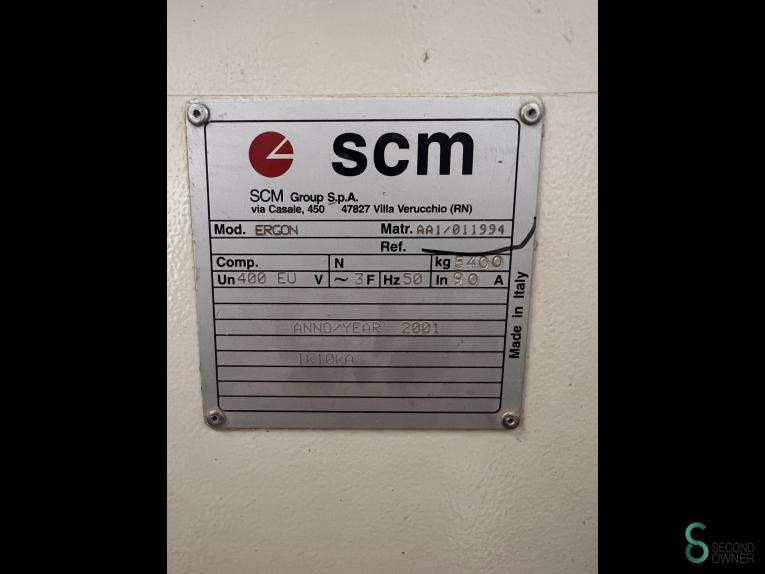 scm
SCM Group S.p.A.
via Casale, 450 47827 Villa Verucchio (RN)
Mod. ERGON Matr. AA1/011994
Ref.
Comp. N kg 5400
Un 400 EU V ~ 3 F Hz 50 In 90 A
ANNO/YEAR 2001
Ik10kA
Made in Italy
SECOND
OWNER